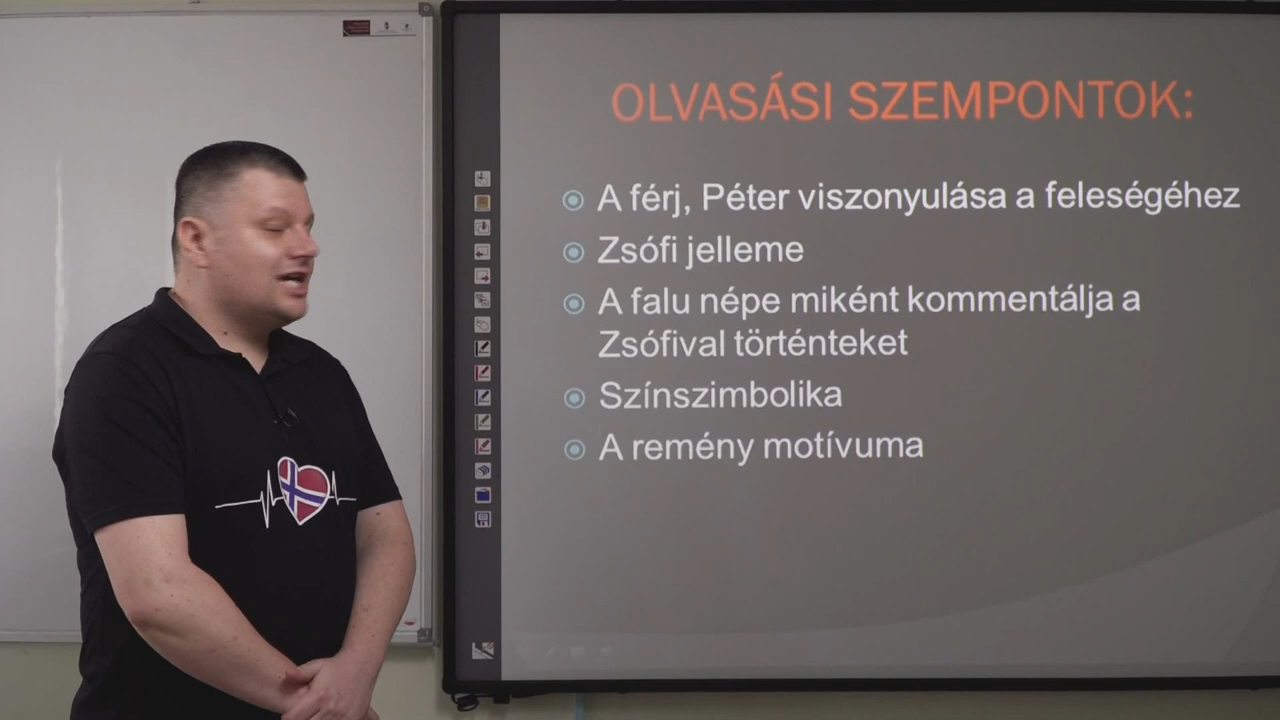 OLVASÁSI SZEMPONTOK:
A férj, Péter viszonyulása a feleségéhez
Zsófi jelleme
A falu népe miként kommentálja a
Zsófival történteket
Színszimbolika
A remény motívuma